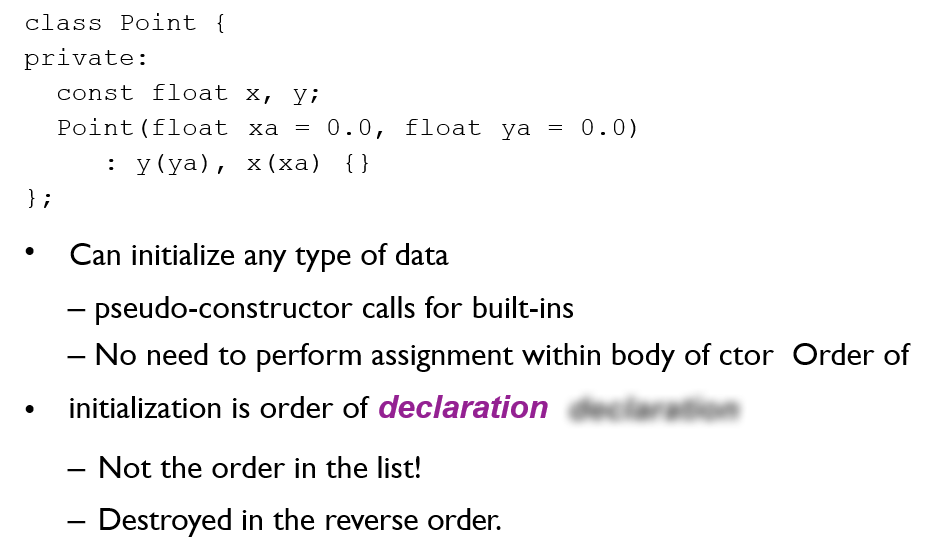 class Point {
private:
  const float x, y;
  Point(float xa = 0.0, float ya = 0.0)
     : y(ya), x(xa) {}
};
• Can initialize any type of data
– pseudo-constructor calls for built-ins
– No need to perform assignment within body of ctor Order of
• initialization is order of declaration declaration
– Not the order in the list!
– Destroyed in the reverse order.